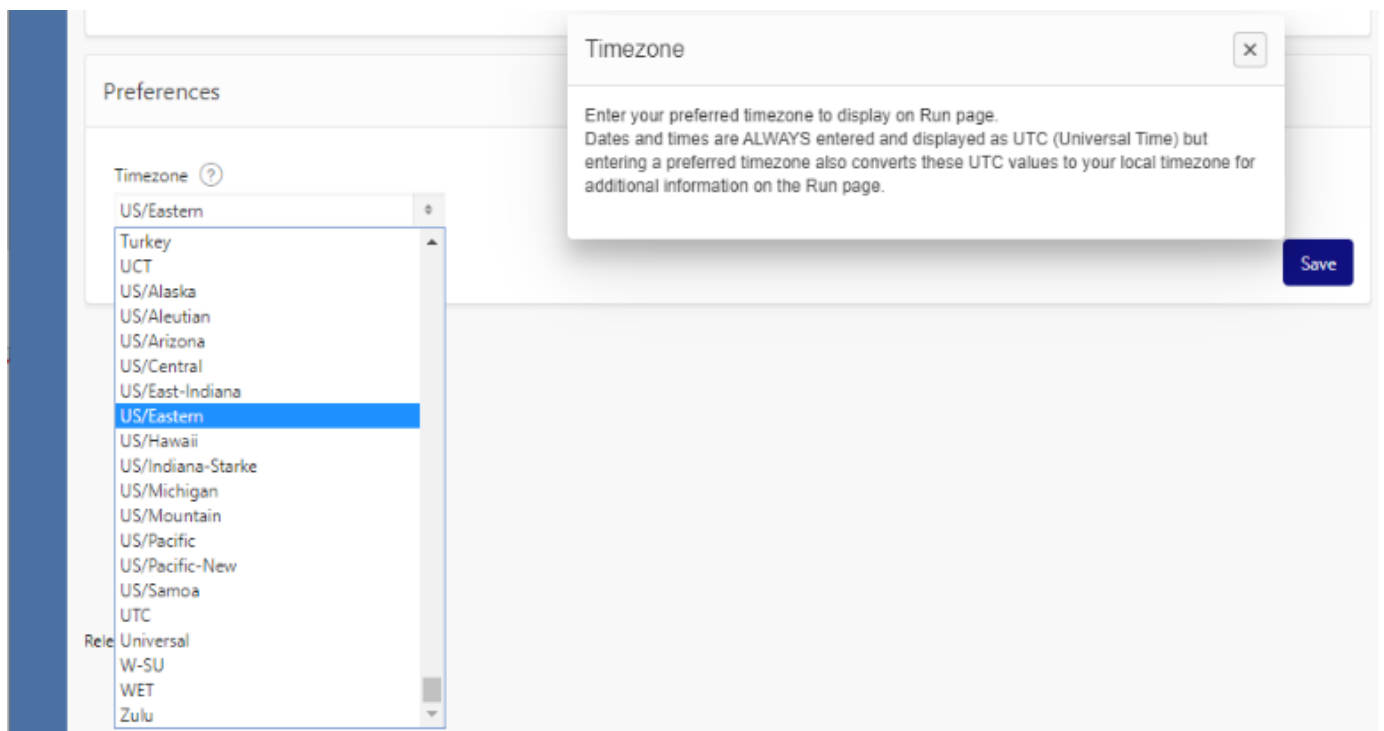 Preferences
Timezone ?
US/Eastern
Turkey
UCT
US/Alaska
US/Aleutian
US/Arizona
US/Central
US/East-Indiana
US/Eastern
US/Hawaii
US/Indiana-Starke
US/Michigan
US/Mountain
US/Pacific
US/Pacific-New
US/Samoa
UTC
Universal
W-SU
WET
Zulu
Rele
Timezone
Enter your preferred timezone to display on Run page.
Dates and times are ALWAYS entered and displayed as UTC (Universal Time) but
entering a preferred timezone also converts these UTC values to your local timezone for
additional information on the Run page.
Save